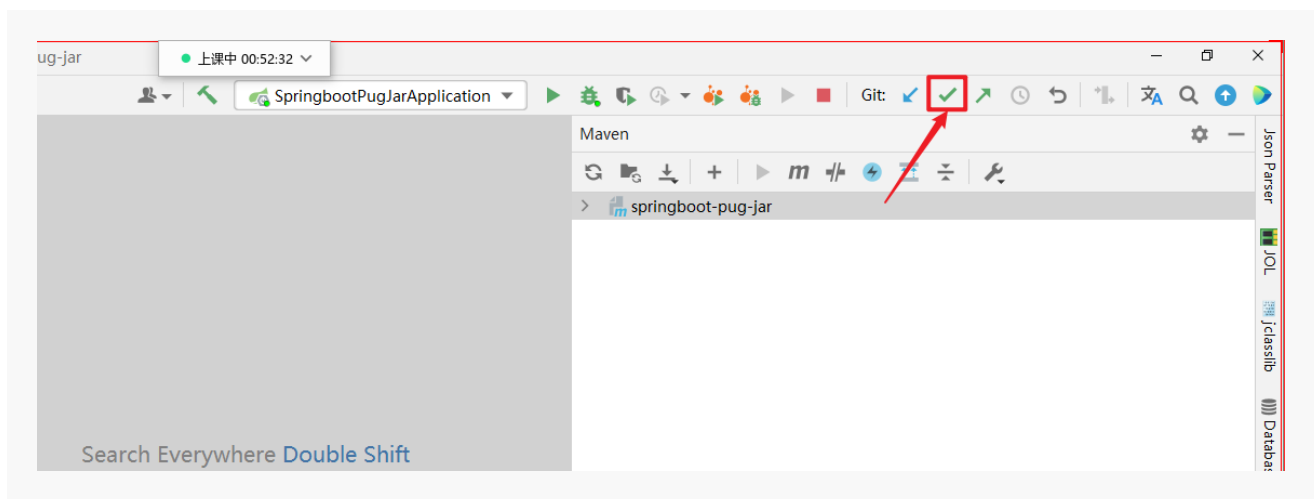 ug-jar
上课中 00:52:32
SpringbootPugJarApplication
Git:
Maven
springboot-pug-jar
Search Everywhere Double Shift
Json Parser
JOL
jclasslib
Databas